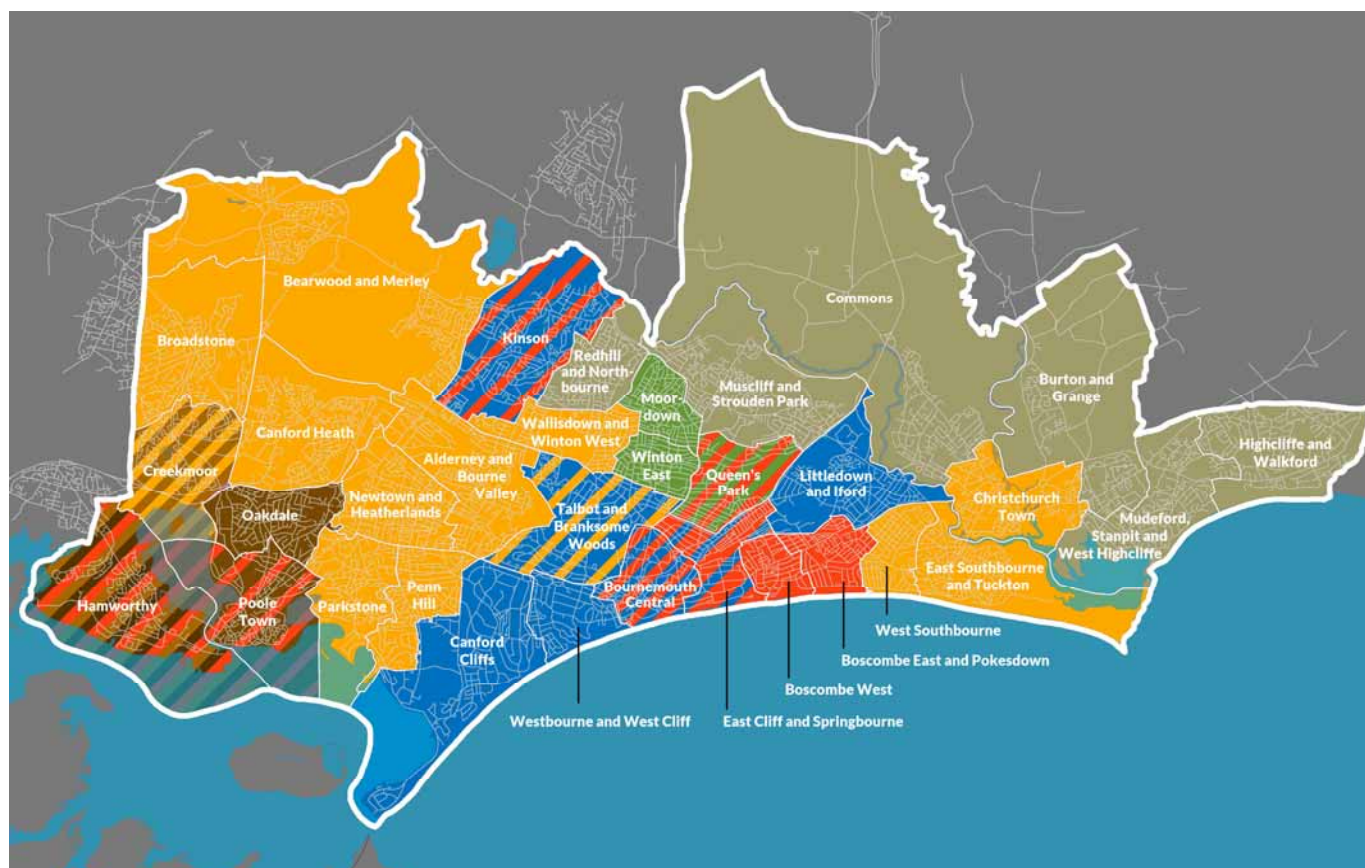 Commons
Bearwood and Merley
Kinson
Broadstone
Redhill
and North-
bourne
Muscliff and
Strouden Park
Burton and
Grange
Moor-
down
Highcliffe and
Walkford
Canford Heath
Wallisdown and
Winton West
Alderney and
Bourne
Valley
Winton
East
Creekmoor
Queen's
Park
Littledown
and Iford
Newtown and
Heatherlands
Christchurch
Town
Oakdale
Talbot and
Branksome
Woods
Mudeford,
Stanpit and
West Highcliffe
East Southbourne
and Tuckton
Penn
Hill
Bournemouth
Central
Hamworthy
Poole
Town
Parkstone
West Southbourne
Canford
Cliffs
Boscombe East and Pokesdown
Boscombe West
Westbourne and West Cliff
East Cliff and Springbourne